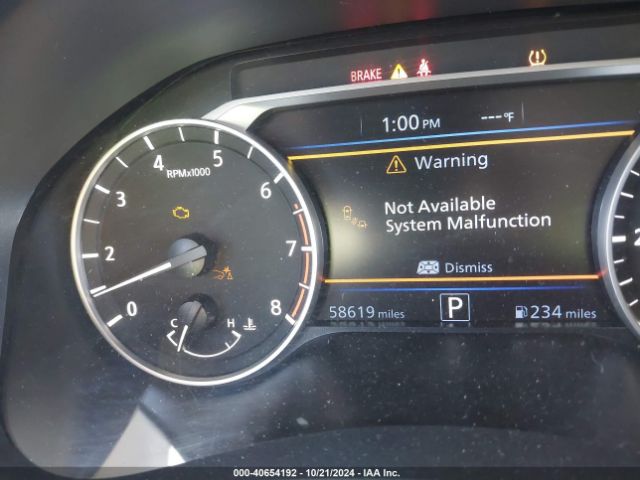 BRAKE
1:00 PM ---°F
Warning
Not Available
System Malfunction
Dismiss
58619 miles P 234 miles
RPMx1000
0 2 3 4 5 6 7 8
C H
2
000-40654192 - 10/21/2024 - IAA Inc.